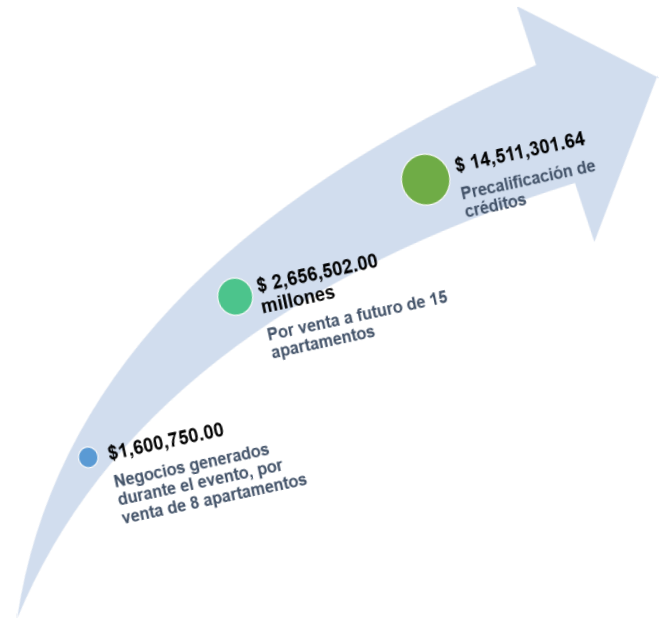 $ 14,511,301.64
Precalificación de
créditos
$ 2,656,502.00
millones
Por venta a futuro de 15
apartamentos
$1,600,750.00
Negocios generados
durante el evento, por
venta de 8 apartamentos